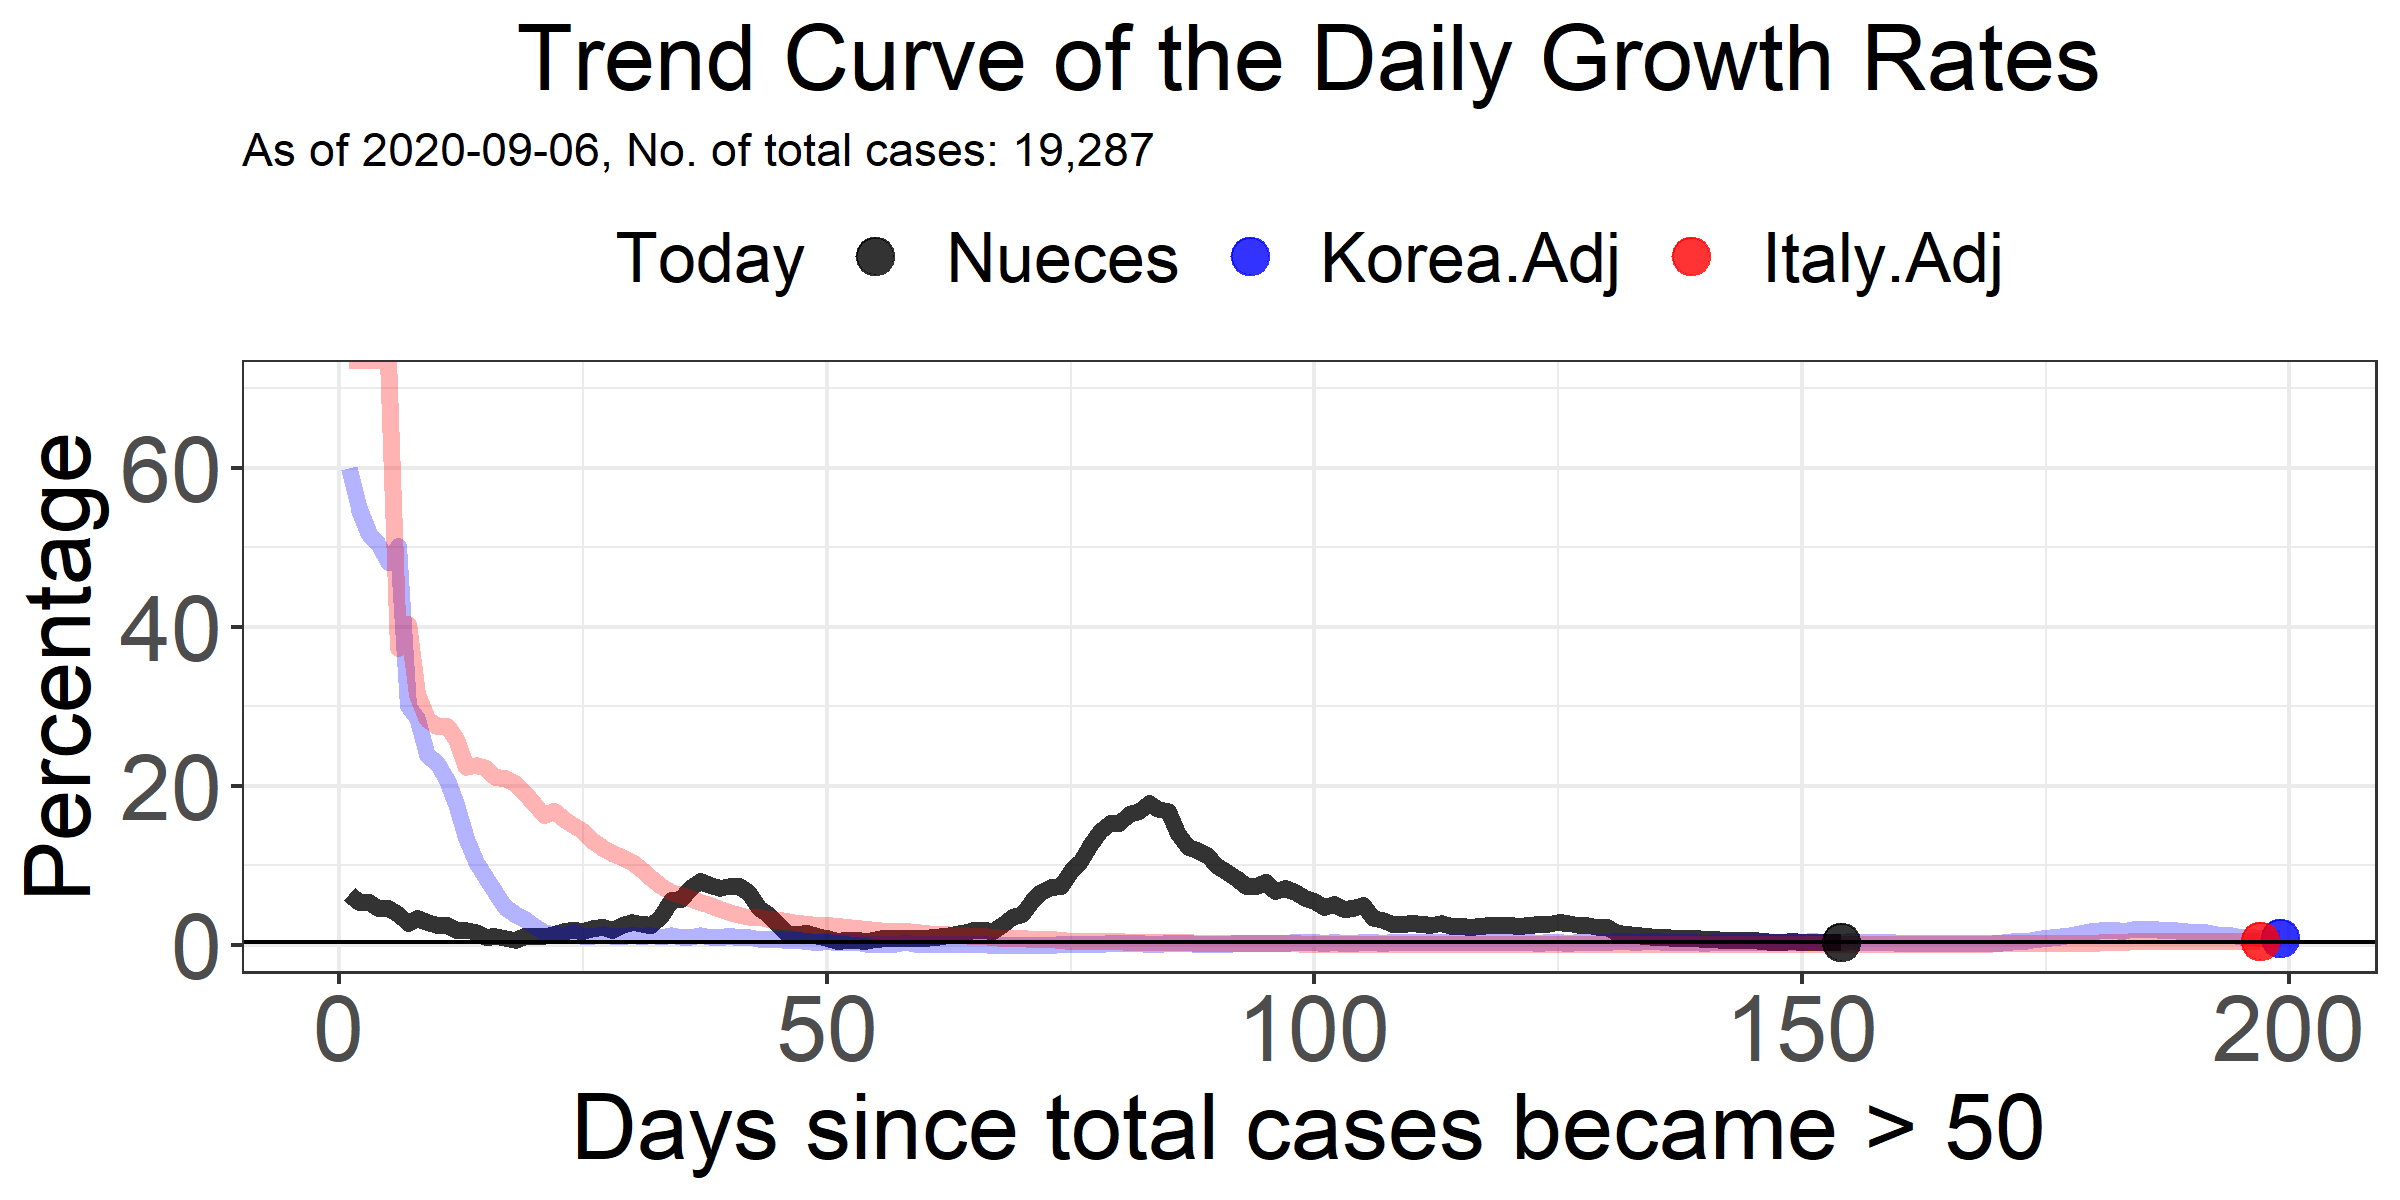 Trend Curve of the Daily Growth Rates
As of 2020-09-06, No. of total cases: 19,287
Today Nueces Korea.Adj Italy.Adj
Percentage
60
40
20
0
0 50 100 150 200
Days since total cases became > 50